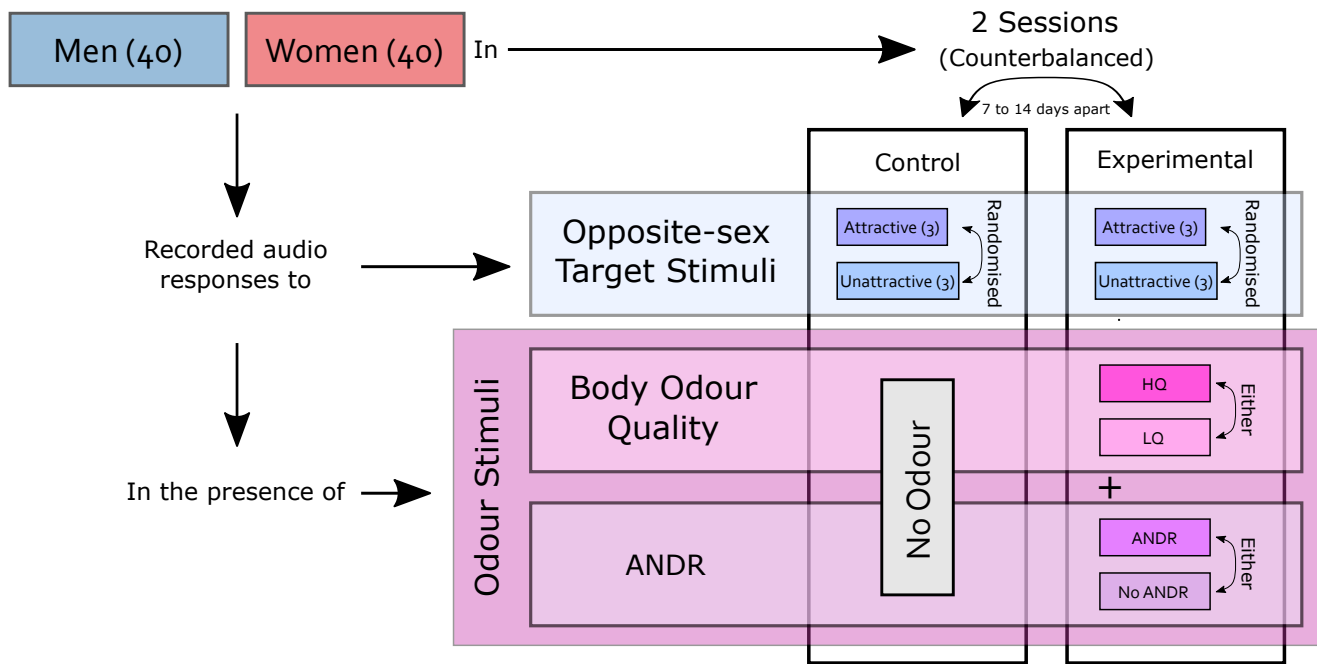 Men (40)
Women (40)
In
2 Sessions
(Counterbalanced)
7 to 14 days apart
Control
Experimental
Recorded audio
responses to
Opposite-sex
Target Stimuli
Attractive (3)
Unattractive (3)
Randomised
Attractive (3)
Unattractive (3)
Randomised
In the presence of
Odour Stimuli
Body Odour
Quality
No Odour
HQ
LQ
Either
+
ANDR
ANDR
No ANDR
Either